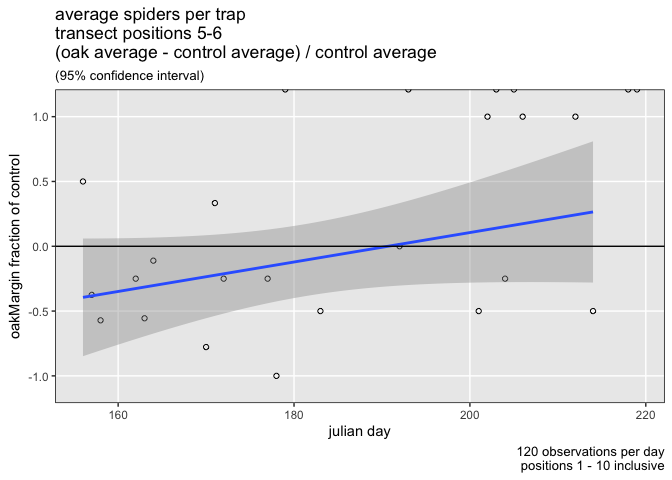 average spiders per trap
transect positions 5-6
(oak average - control average) / control average
(95% confidence interval)
oakMargin fraction of control
1.0
0.5
0.0
-0.5
-1.0
160 180 200 220
julian day
120 observations per day
positions 1 - 10 inclusive